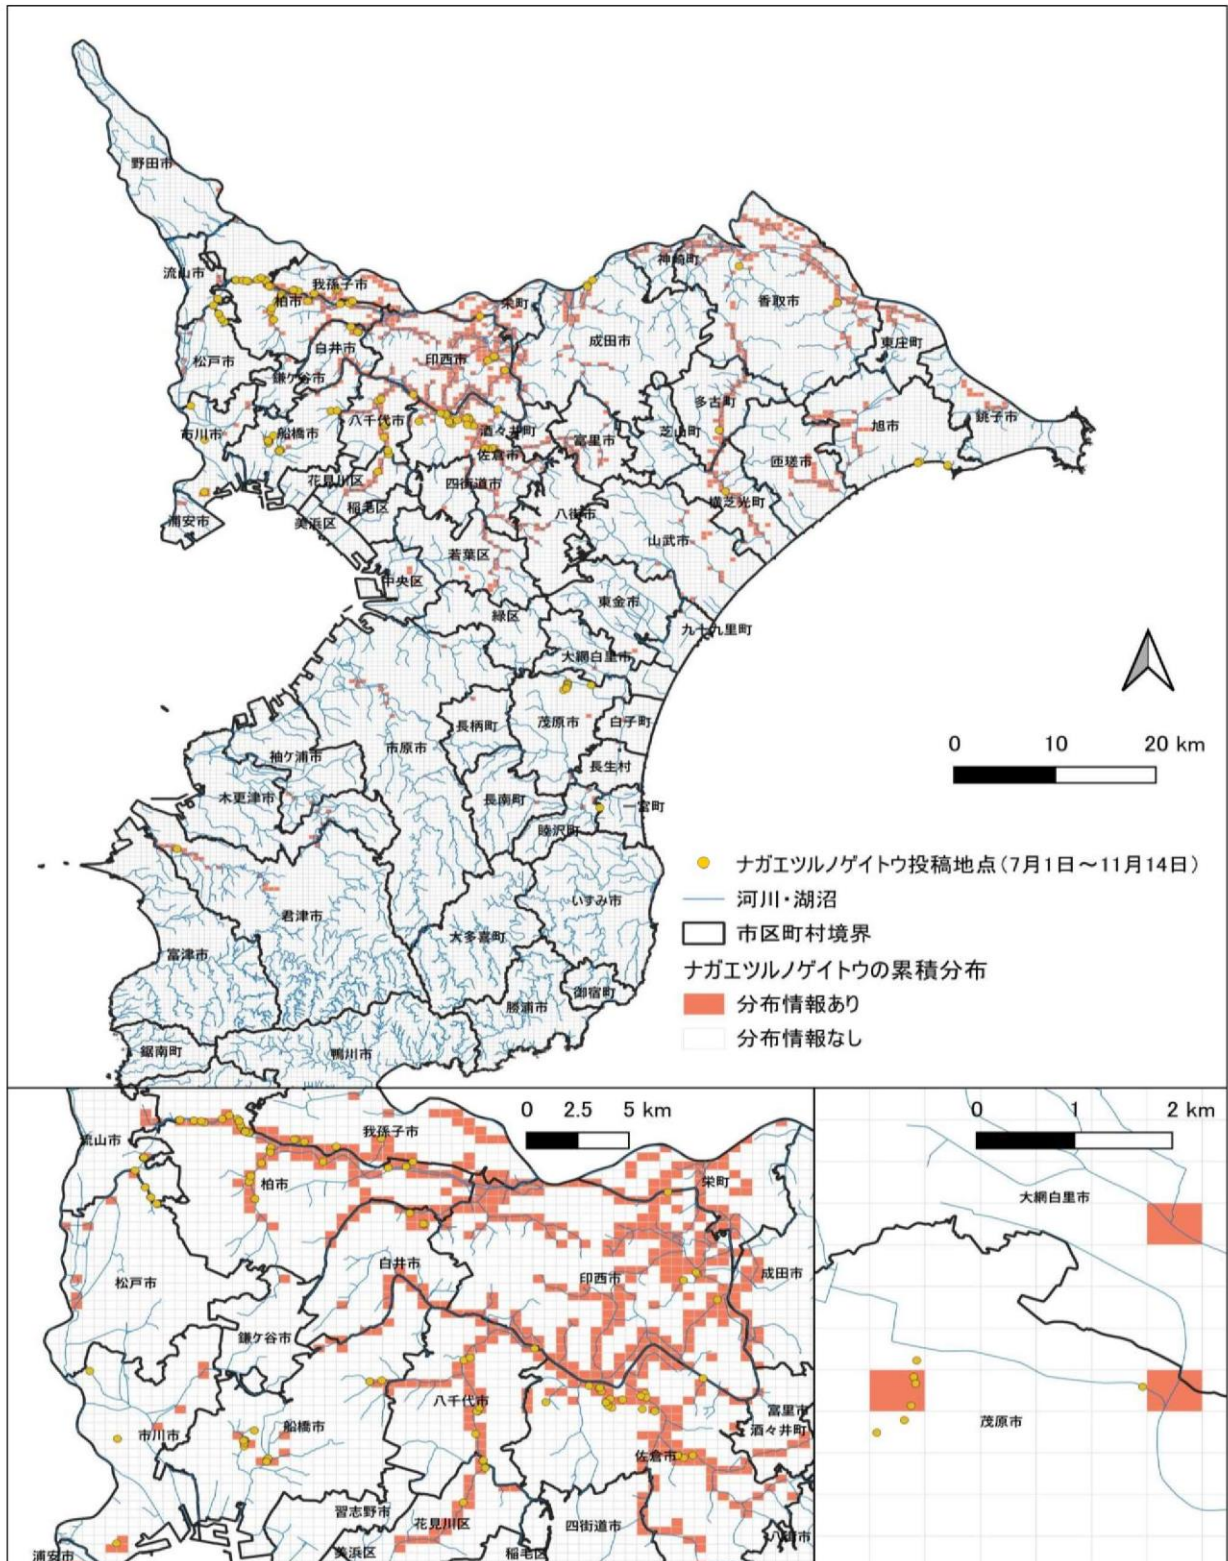 野田市
流山市
我孫子市
柏市
栄町
神崎町
香取市
成田市
東庄町
松戸市
白井市
印西市
鎌ケ谷市
多古町
銚子市
市川市
船橋市
八千代市
酒々井町
富里市
芝山町
旭市
佐倉市
匝瑳市
花見川区
四街道市
稲毛区
横芝光町
浦安市
美浜区
八街市
山武市
若葉区
中央区
東金市
緑区
九十九里町
大網白里市
長柄町
茂原市
白子町
市原市
袖ケ浦市
長生村
木更津市
長南町
一宮町
睦沢町
いすみ市
君津市
大多喜町
富津市
御宿町
勝浦市
鋸南町
鴨川市
0 10 20 km
ナガエツルノゲイトウ投稿地点(7月1日~11月14日)
河川・湖沼
市区町村境界
ナガエツルノゲイトウの累積分布
分布情報あり
分布情報なし
0 2.5 5 km
流山市
我孫子市
柏市
栄町
松戸市
白井市
印西市
成田市
鎌ケ谷市
八千代市
富里市
市川市
船橋市
酒々井町
佐倉市
習志野市
花見川区
四街道市
八街市
浦安市
美浜区
稲毛区
0 1 2 km
大網白里市
茂原市